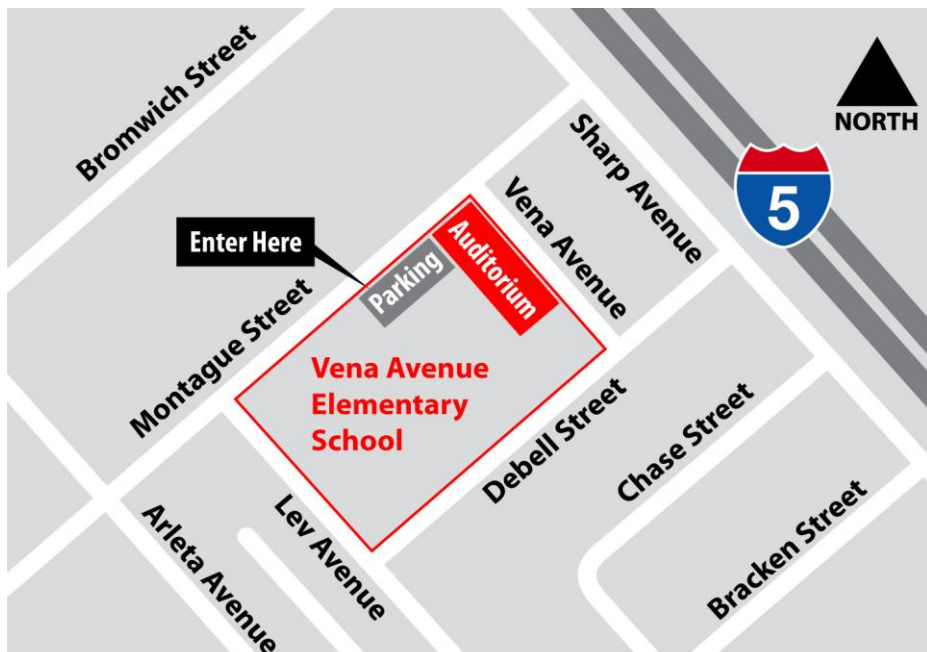 Bromwich Street
NORTH
Sharp Avenue
5
Vena Avenue
Enter Here
Parking
Auditorium
Montague Street
Vena Avenue
Elementary
School
Debell Street
Chase Street
Lev Avenue
Arleta Avenue
Bracken Street